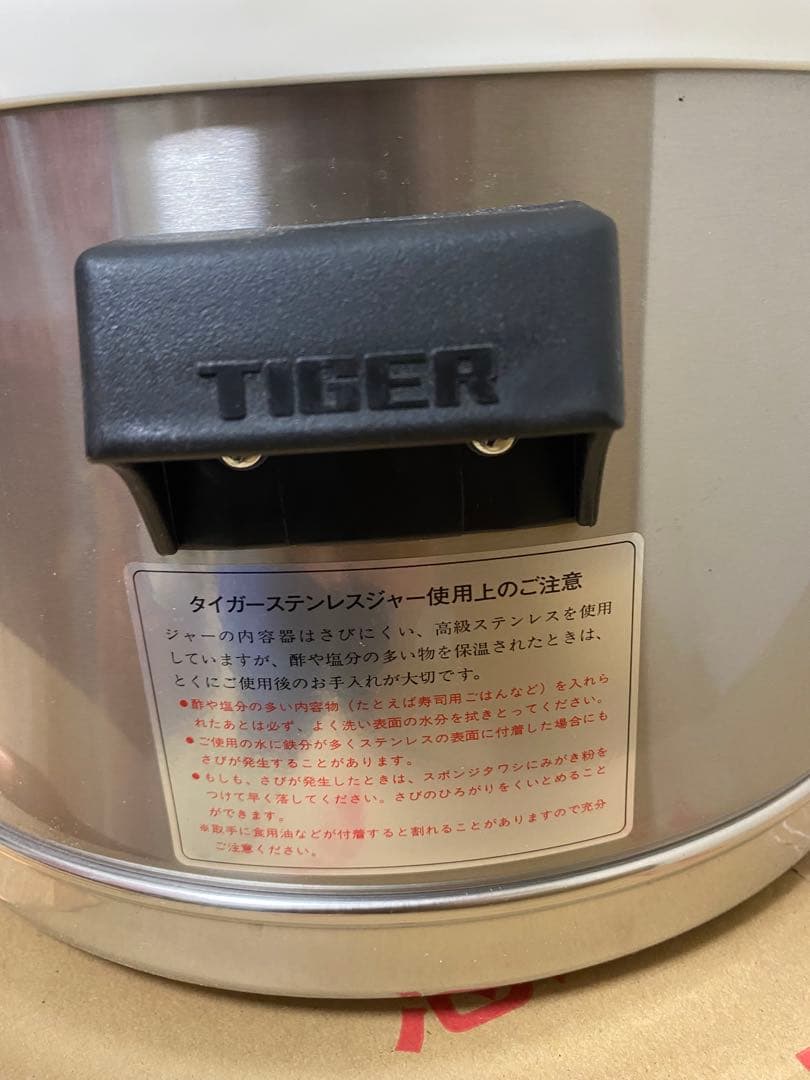 TIGER
タイガーステンレスジャー使用上のご注意
ジャーの内容器はさびにくい、高級ステンレスを使用
していますが、酢や塩分の多い物を保温されたときは、
とくにご使用後のお手入れが大切です。
●酢や塩分の多い内容物（たとえば寿司用ごはんなど）を入れら
れたあとは必ず、よく洗い表面の水分を拭きとってください。
●ご使用の水に鉄分が多くステンレスの表面に付着した場合にも
さびが発生することがあります。
●もしも、さびが発生したときは、スポンジタワシにみがき粉を
つけて早く落してください。さびのひろがりをくいとめること
ができます。
※取手に食用油などが付着すると割れることがありますので充分
ご注意ください。